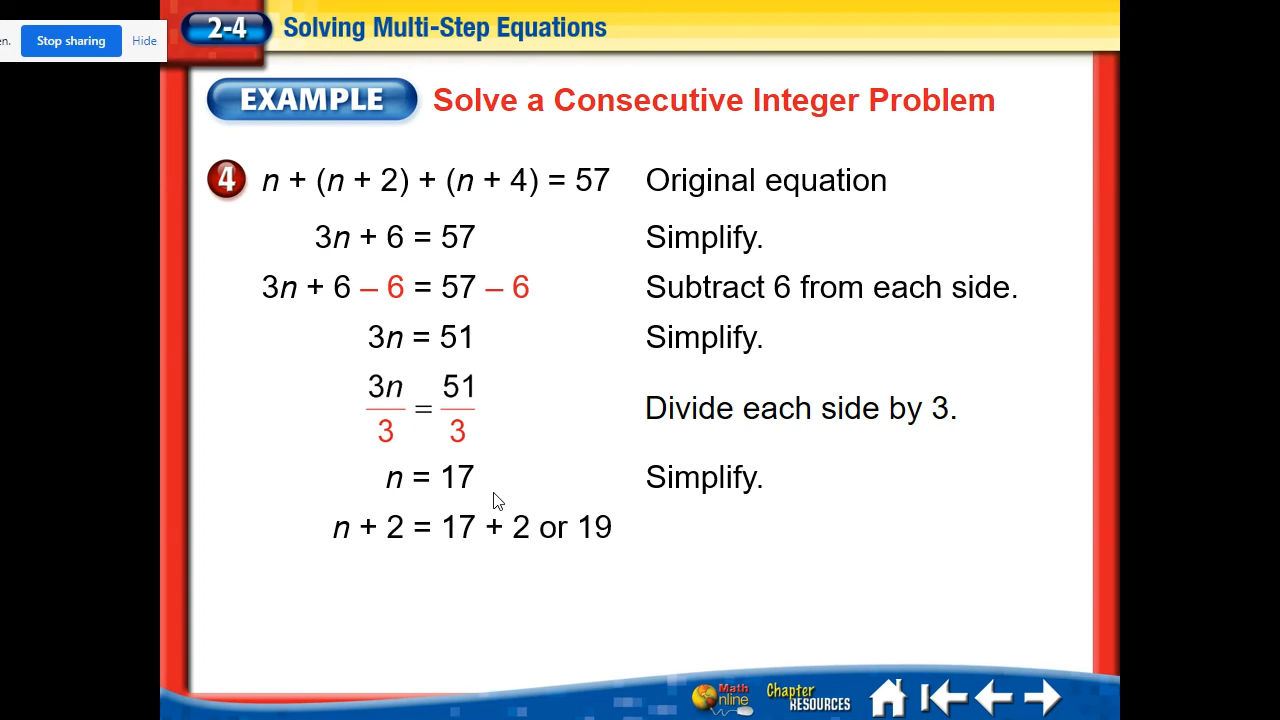 en. Stop sharing Hide
2-4 Solving Multi-Step Equations
EXAMPLE Solve a Consecutive Integer Problem
4 n + (n + 2) + (n + 4) = 57 Original equation
3n + 6 = 57 Simplify.
3n + 6 – 6 = 57 – 6 Subtract 6 from each side.
3n = 51 Simplify.
3n/3 = 51/3 Divide each side by 3.
n = 17 Simplify.
n + 2 = 17 + 2 or 19
Math
Online
Chapter
RESOURCES